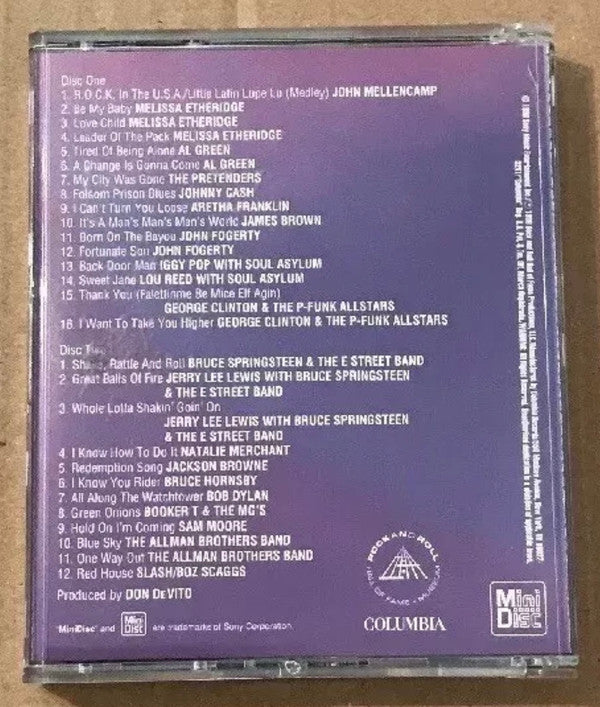 Disc One
1. R.O.C.K. In The U.S.A./Little Latin Lupe Lu (Medley) JOHN MELLENCAMP
2. Be My Baby MELISSA ETHERIDGE
3. Love Child MELISSA ETHERIDGE
4. Leader Of The Pack MELISSA ETHERIDGE
5. Tired Of Being Alone AL GREEN
6. A Change Is Gonna Come AL GREEN
7. My City Was Gone THE PRETENDERS
8. Folsom Prison Blues JOHNNY CASH
9. I Can't Turn You Loose ARETHA FRANKLIN
10. It's A Man's Man's Man's World JAMES BROWN
11. Born On The Bayou JOHN FOGERTY
12. Fortunate Son JOHN FOGERTY
13. Back Door Man IGGY POP WITH SOUL ASYLUM
14. Sweet Jane LOU REED WITH SOUL ASYLUM
15. Thank You (Falettinme Be Mice Elf Agin)
GEORGE CLINTON & THE P-FUNK ALLSTARS
16. I Want To Take You Higher GEORGE CLINTON & THE P-FUNK ALLSTARS
Disc
1. Rattle And Roll BRUCE SPRINGSTEEN & THE E STREET BAND
2. Great Balls Of Fire JERRY LEE LEWIS WITH BRUCE SPRINGSTEEN
& THE E STREET BAND
3. Whole Lotta Shakin' Goin' On
JERRY LEE LEWIS WITH BRUCE SPRINGSTEEN
& THE E STREET BAND
4. I Know How To Do It NATALIE MERCHANT
5. Redemption Song JACKSON BROWNE
6. I Know You Rider BRUCE HORNSBY
7. All Along The Watchtower BOB DYLAN
8. Green Onions BOOKER T & THE MG'S
9. Hold On I'm Coming SAM MOORE
10. Blue Sky THE ALLMAN BROTHERS BAND
11. One Way Out THE ALLMAN BROTHERS BAND
12. Red House SLASH/BOZ SCAGGS
Produced by DON DeVITO
"MiniDisc" and Mini Disc are trademarks of Sony Corporation.
ROCK AND ROLL
HALL OF FAME + MUSEUM
COLUMBIA
Mini
Disc